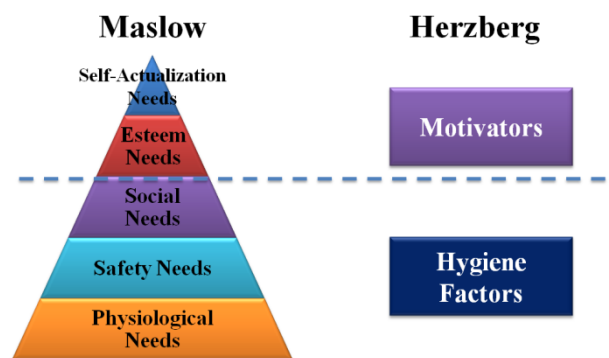 Maslow
Self-Actualization
Needs
Esteem
Needs
Social
Needs
Safety Needs
Physiological
Needs
Herzberg
Motivators
Hygiene
Factors